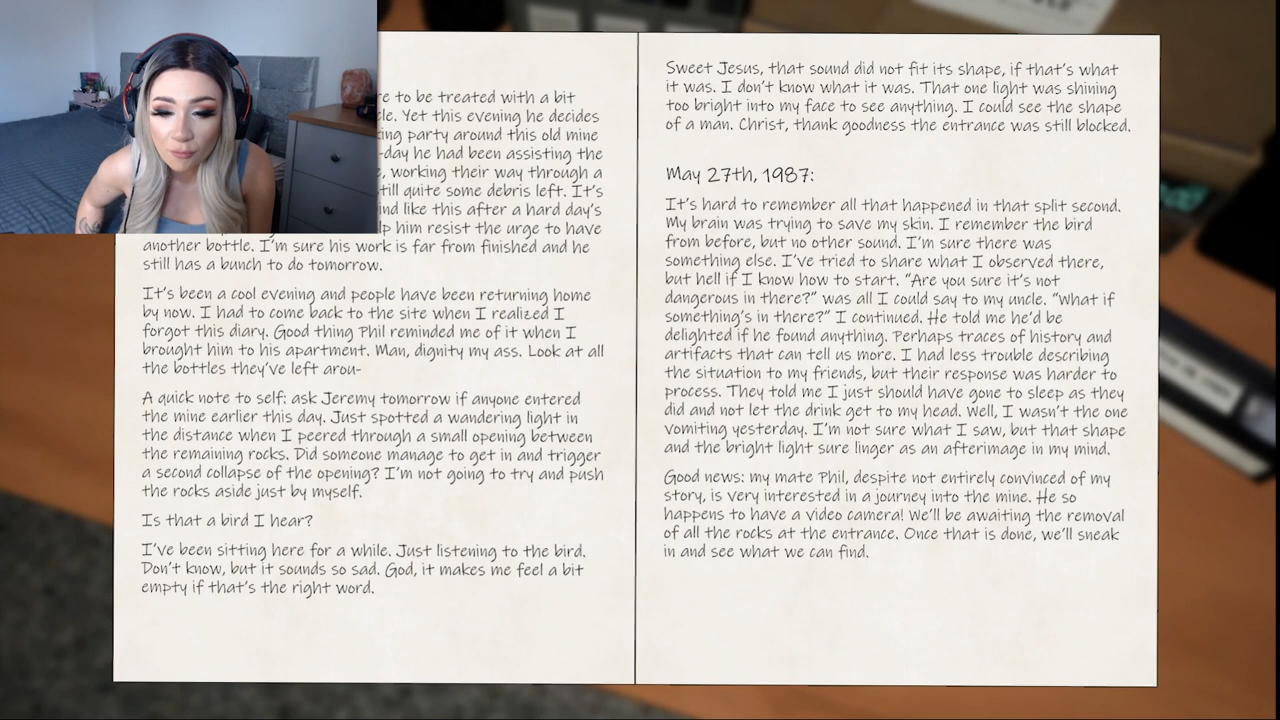 re to be treated with a bit
cle. Yet this evening he decides
king party around this old mine
-day he had been assisting the
e, working their way through a
till quite some debris left. It's
ind like this after a hard day's
lp him resist the urge to have
another bottle. I'm sure his work is far from finished and he
still has a bunch to do tomorrow.
It's been a cool evening and people have been returning home
by now. I had to come back to the site when I realized I
forgot this diary. Good thing Phil reminded me of it when I
brought him to his apartment. Man, dignity my ass. Look at all
the bottles they've left arou-
A quick note to self: ask Jeremy tomorrow if anyone entered
the mine earlier this day. Just spotted a wandering light in
the distance when I peered through a small opening between
the remaining rocks. Did someone manage to get in and trigger
a second collapse of the opening? I'm not going to try and push
the rocks aside just by myself.
Is that a bird I hear?
I've been sitting here for a while. Just listening to the bird.
Don't know, but it sounds so sad. God, it makes me feel a bit
empty if that's the right word.
Sweet Jesus, that sound did not fit its shape, if that's what
it was. I don't know what it was. That one light was shining
too bright into my face to see anything. I could see the shape
of a man. Christ, thank goodness the entrance was still blocked.
May 27th, 1987:
It's hard to remember all that happened in that split second.
My brain was trying to save my skin. I remember the bird
from before, but no other sound. I'm sure there was
something else. I've tried to share what I observed there,
but hell if I know how to start. "Are you sure it's not
dangerous in there?" was all I could say to my uncle. "What if
something's in there?" I continued. He told me he'd be
delighted if he found anything. Perhaps traces of history and
artifacts that can tell us more. I had less trouble describing
the situation to my friends, but their response was harder to
process. They told me I just should have gone to sleep as they
did and not let the drink get to my head. Well, I wasn't the one
vomiting yesterday. I'm not sure what I saw, but that shape
and the bright light sure linger as an afterimage in my mind.
Good news: my mate Phil, despite not entirely convinced of my
story, is very interested in a journey into the mine. He so
happens to have a video camera! We'll be awaiting the removal
of all the rocks at the entrance. Once that is done, we'll sneak
in and see what we can find.